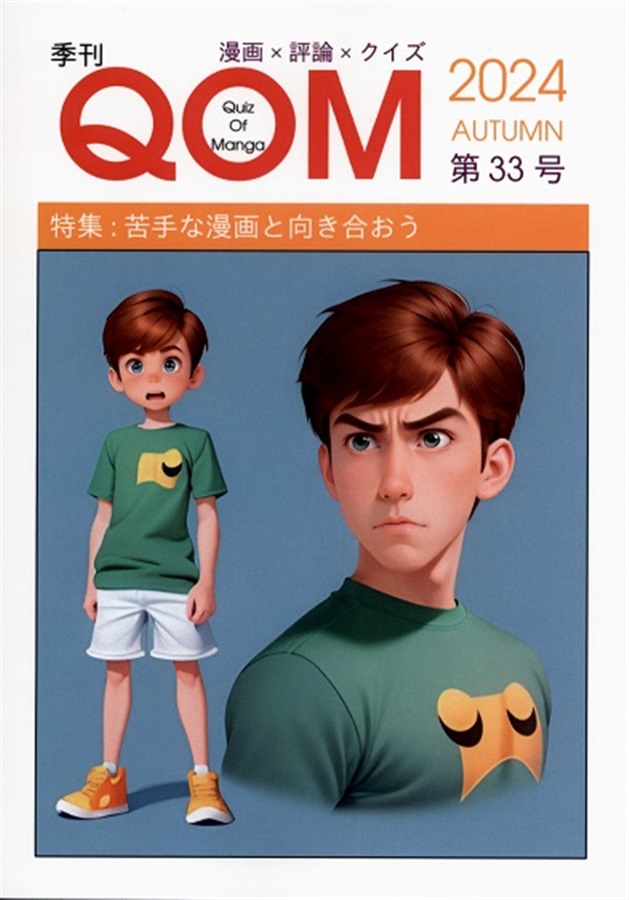 季刊
漫画×評論×クイズ
QOM
Quiz
Of
Manga
2024
AUTUMN
第33号
特集:苦手な漫画と向き合おう